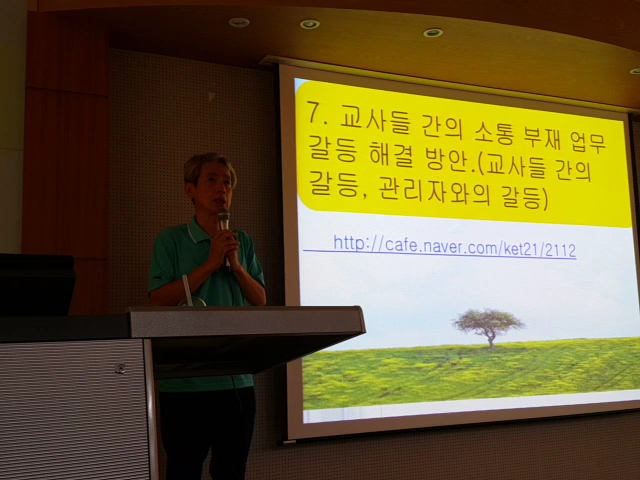 7. 교사들 간의 소통 부재 업무
갈등 해결 방안.(교사들 간의
갈등, 관리자와의 갈등)
http://cafe.naver.com/ket21/2112